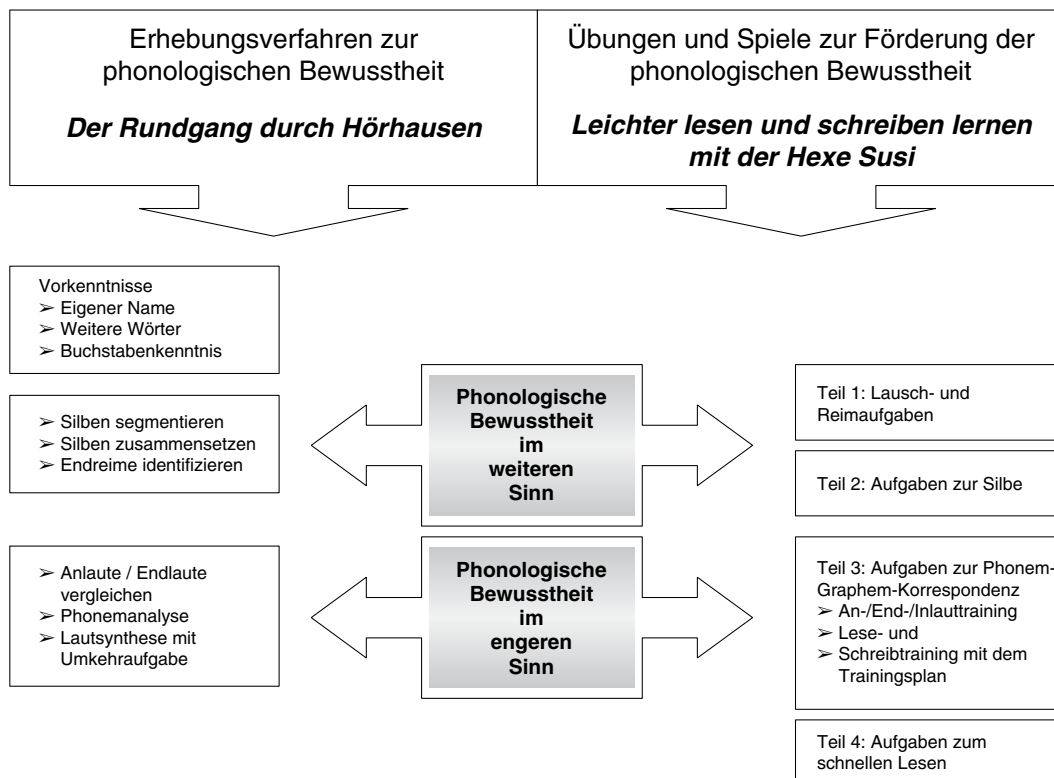 Erhebungsverfahren zur
phonologischen Bewusstheit
Der Rundgang durch Hörhausen
Übungen und Spiele zur Förderung der
phonologischen Bewusstheit
Leichter lesen und schreiben lernen
mit der Hexe Susi
Vorkenntnisse
➢ Eigener Name
➢ Weitere Wörter
➢ Buchstabenkenntnis
➢ Silben segmentieren
➢ Silben zusammensetzen
➢ Endreime identifizieren
Phonologische
Bewusstheit
im
weiteren
Sinn
Teil 1: Lausch- und
Reimaufgaben
Teil 2: Aufgaben zur Silbe
➢ Anlaute / Endlaute
vergleichen
➢ Phonemanalyse
➢ Lautsynthese mit
Umkehraufgabe
Phonologische
Bewusstheit
im
engeren
Sinn
Teil 3: Aufgaben zur Phonem-
Graphem-Korrespondenz
➢ An-/End-/Inlauttraining
➢ Lese- und
➢ Schreibtraining mit dem
Trainingsplan
Teil 4: Aufgaben zum
schnellen Lesen